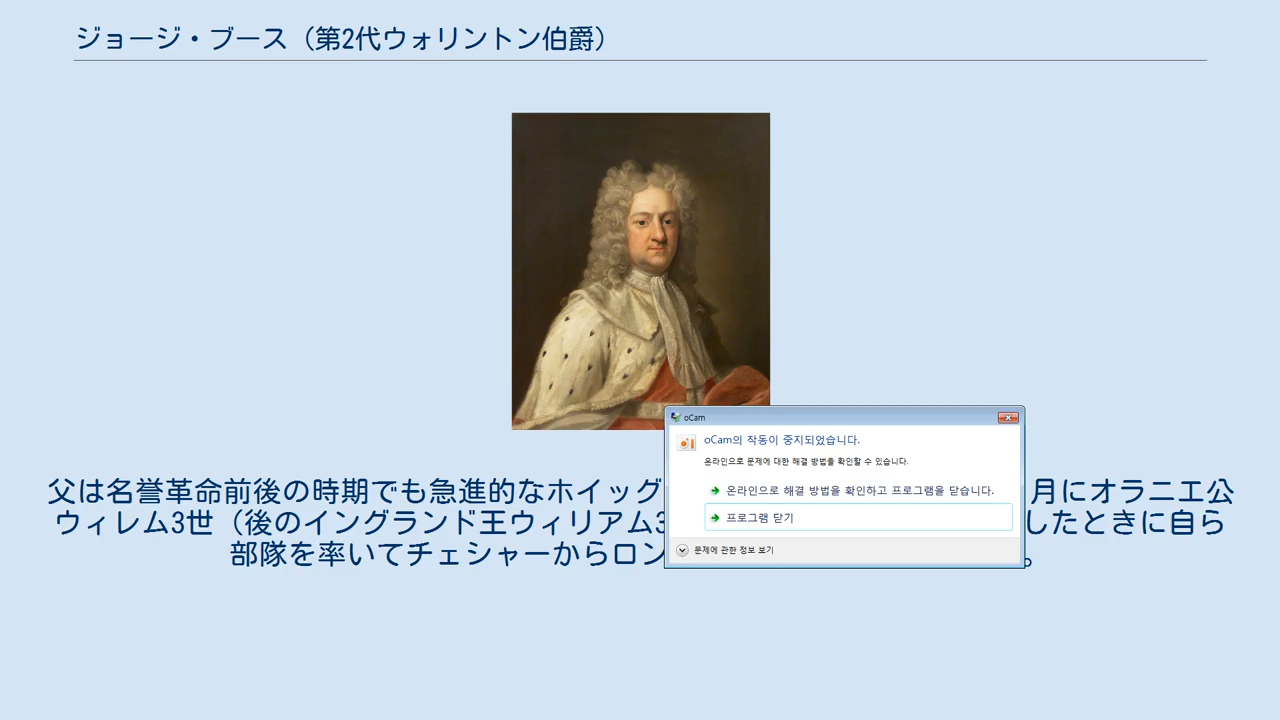 ジョージ・ブース（第2代ウォリントン伯爵）
oCam
oCam의 작동이 중지되었습니다.
온라인으로 문제에 대한 해결 방법을 확인할 수 있습니다.
온라인으로 해결 방법을 확인하고 프로그램을 닫습니다.
프로그램 닫기
문제에 관한 정보 보기
父は名誉革命前後の時期でも急進的なホイッグ 月にオラニエ公
ウィレム3世（後のイングランド王ウィリアム3 したときに自ら
部隊を率いてチェシャーからロン 。